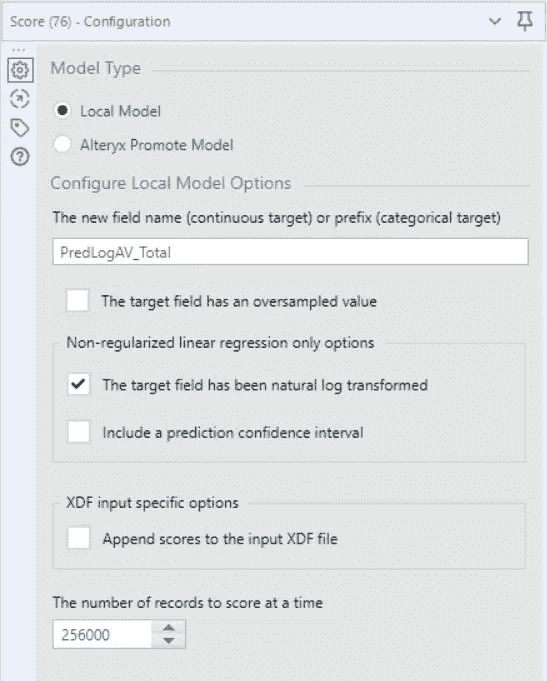 Score (76) - Configuration
Model Type
Local Model
Alteryx Promote Model
Configure Local Model Options
The new field name (continuous target) or prefix (categorical target)
PredLogAV_Total
The target field has an oversampled value
Non-regularized linear regression only options
The target field has been natural log transformed
Include a prediction confidence interval
XDF input specific options
Append scores to the input XDF file
The number of records to score at a time
256000